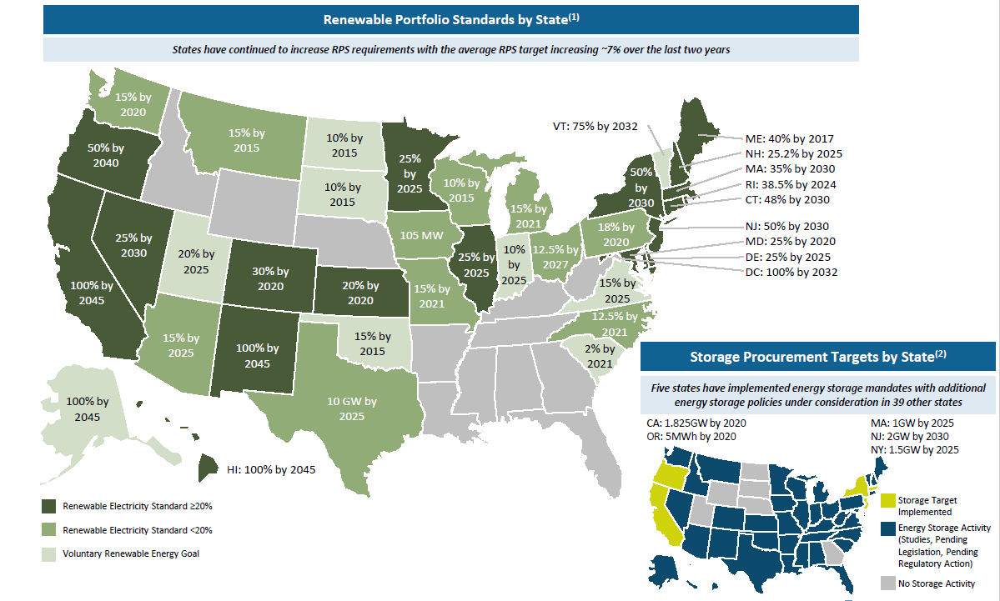 Renewable Portfolio Standards by State(1)
States have continued to increase RPS requirements with the average RPS target increasing ~7% over the last two years
15% by
2020
50% by
2040
15% by
2015
10% by
2015
10% by
2015
25%
by
2025
10% by
2015
15% by
2021
VT: 75% by 2032
50%
by
2030
ME: 40% by 2017
NH: 25.2% by 2025
MA: 35% by 2030
RI: 38.5% by 2024
CT: 48% by 2030
NJ: 50% by 2030
MD: 25% by 2020
DE: 25% by 2025
DC: 100% by 2032
25% by
2030
20% by
2025
100% by
2045
30% by
2020
20% by
2020
105 MW
25% by
2025
10%
by
2025
12.5% by
2027
18% by
2020
15% by
2021
15% by
2025
12.5% by
2021
2% by
2021
15% by
2025
100% by
2045
15% by
2015
10 GW by
2025
100% by
2045
HI: 100% by 2045
Renewable Electricity Standard ≥20%
Renewable Electricity Standard <20%
Voluntary Renewable Energy Goal
Storage Procurement Targets by State(2)
Five states have implemented energy storage mandates with additional
energy storage policies under consideration in 39 other states
CA: 1.825GW by 2020
OR: 5MWh by 2020
MA: 1GW by 2025
NJ: 2GW by 2030
NY: 1.5GW by 2025
Storage Target
Implemented
Energy Storage Activity
(Studies, Pending
Legislation, Pending
Regulatory Action)
No Storage Activity